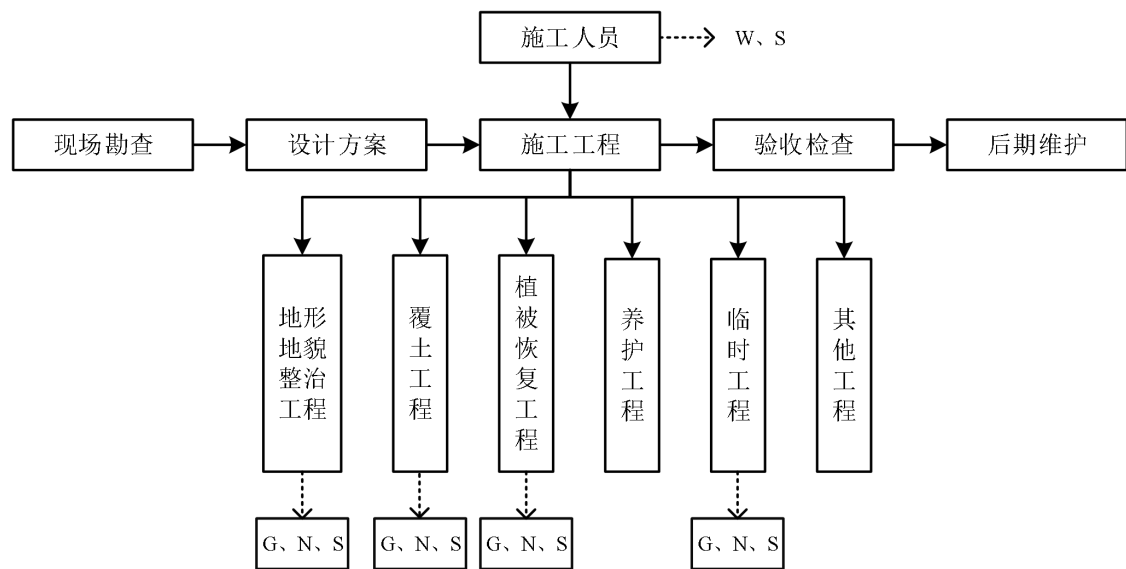 施工人员
W、S
现场勘查
设计方案
施工工程
验收检查
后期维护
地形
地貌
整治
工程
覆土工程
植被恢复工程
养护工程
临时工程
其他工程
G、N、S
G、N、S
G、N、S
G、N、S